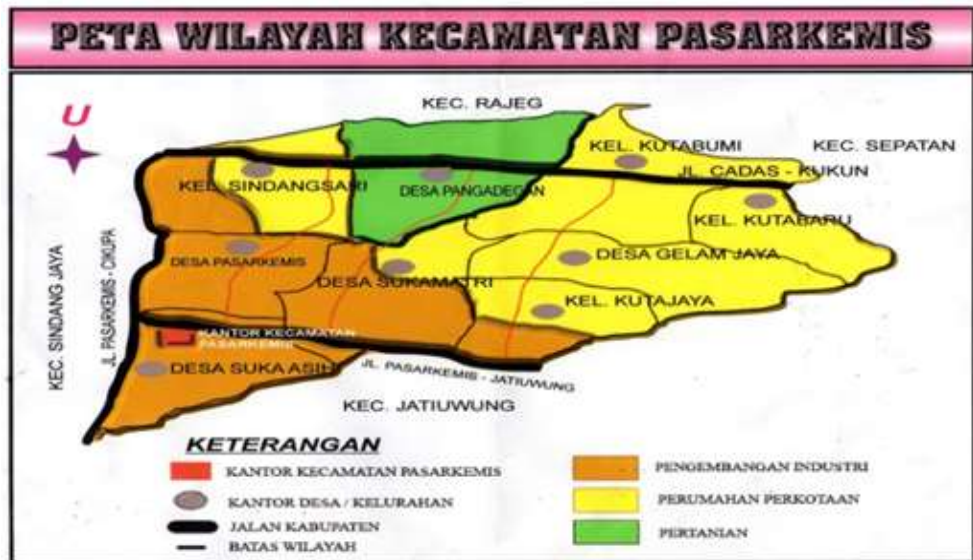 PETA WILAYAH KECAMATAN PASARKEMIS
KEC. RAJEG
U
KEL. KUTABUMI
KEC. SEPATAN
JL. CADAS - KUKUN
KEL. SINDANGSARI
DESA PANGADEGAN
KEL. KUTABARU
KEC. SINDANG JAYA
JL. PASARKEMIS - CIKUPA
DESA PASARKEMIS
DESA GELAM JAYA
DESA SUKAMATRI
KEL. KUTAJAYA
KANTOR KECAMATAN
PASARKEMIS
DESA SUKA ASIH
JL. PASARKEMIS - JATIUWUNG
KEC. JATIUWUNG
KETERANGAN
KANTOR KECAMATAN PASARKEMIS
KANTOR DESA / KELURAHAN
JALAN KABUPATEN
BATAS WILAYAH
PENGEMBANGAN INDUSTRI
PERUMAHAN PERKOTAAN
PERTANIAN